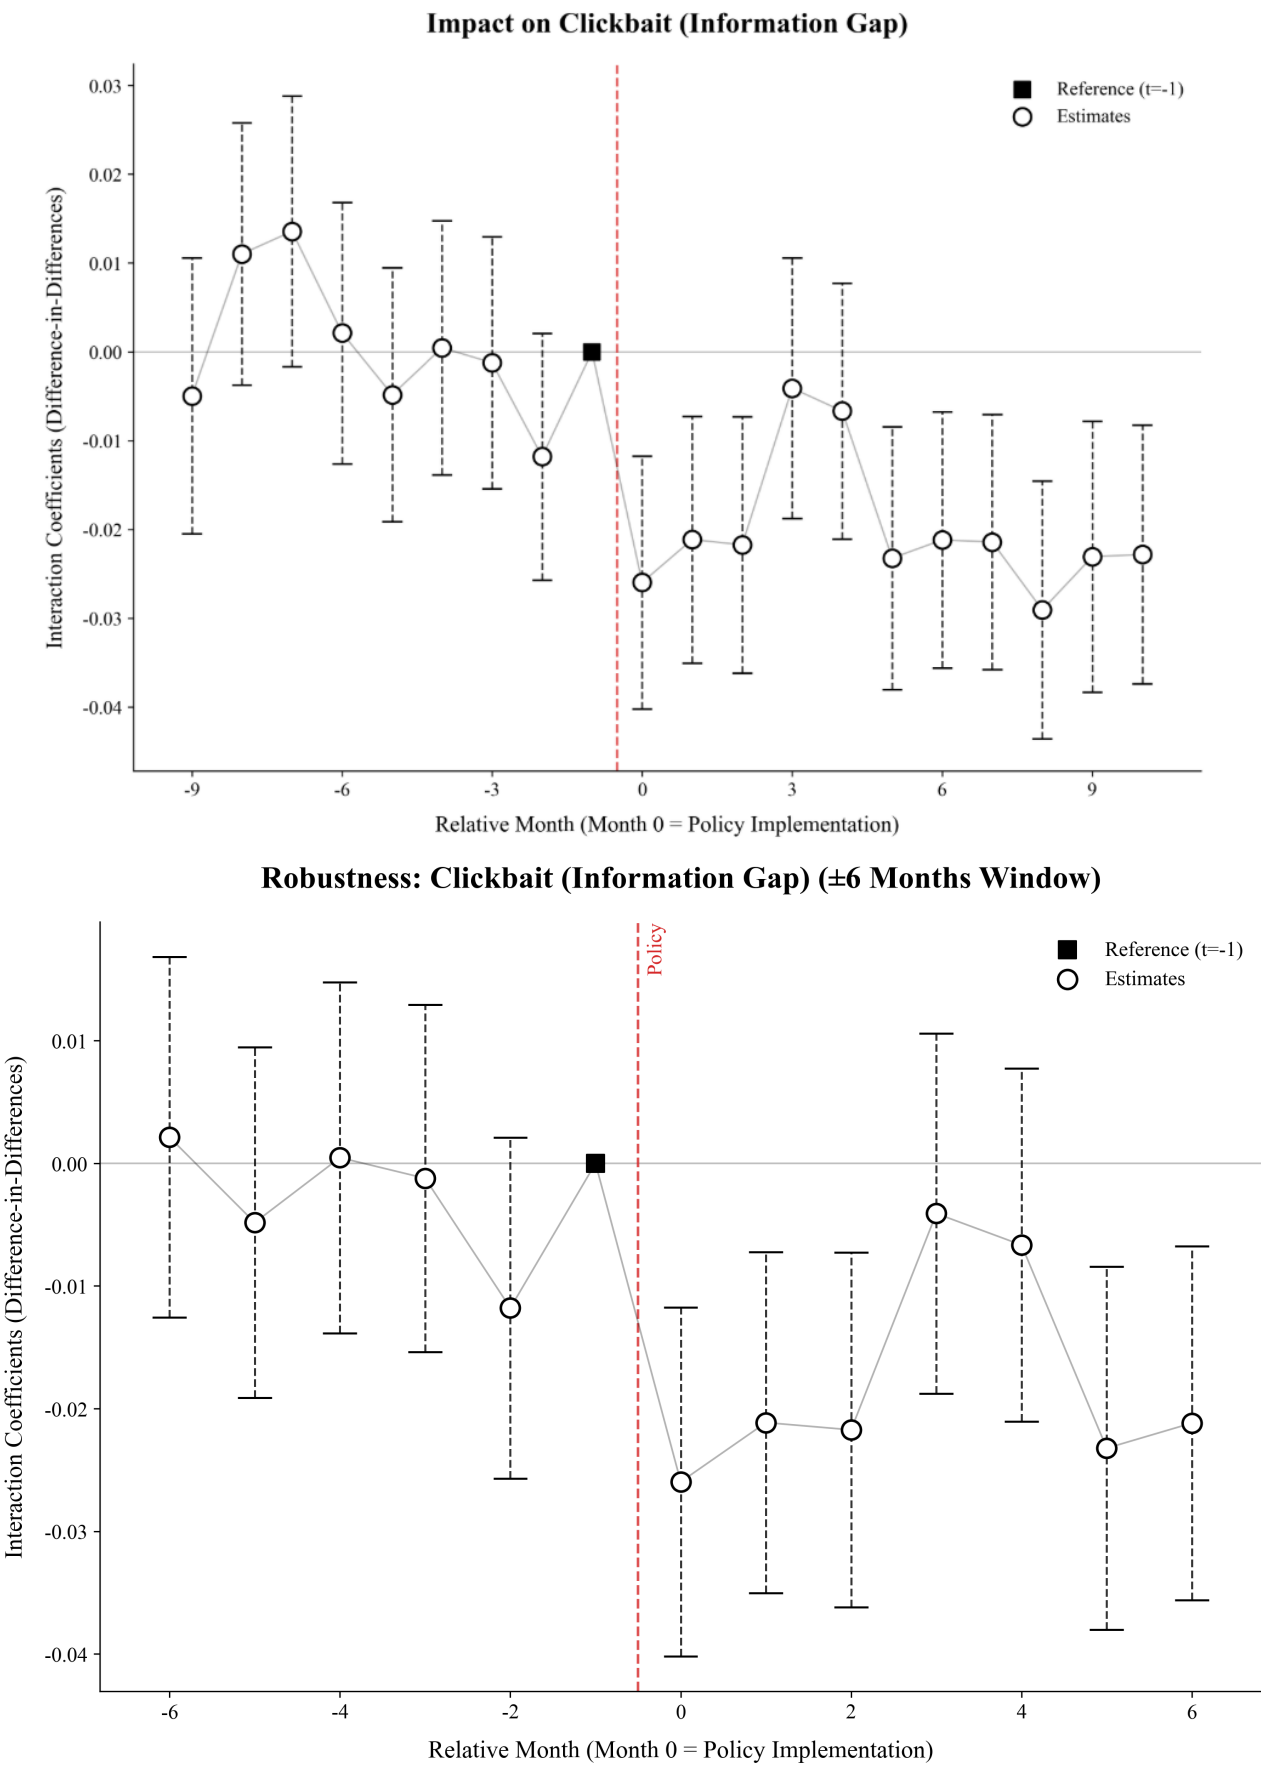 Impact on Clickbait (Information Gap)
Reference (t=-1)
Estimates
Interaction Coefficients (Difference-in-Differences)
0.03
0.02
0.01
0.00
-0.01
-0.02
-0.03
-0.04
-9 -6 -3 0 3 6 9
Relative Month (Month 0 = Policy Implementation)
Robustness: Clickbait (Information Gap) (±6 Months Window)
Policy
Reference (t=-1)
Estimates
Interaction Coefficients (Difference-in-Differences)
0.01
0.00
-0.01
-0.02
-0.03
-0.04
-6 -4 -2 0 2 4 6
Relative Month (Month 0 = Policy Implementation)